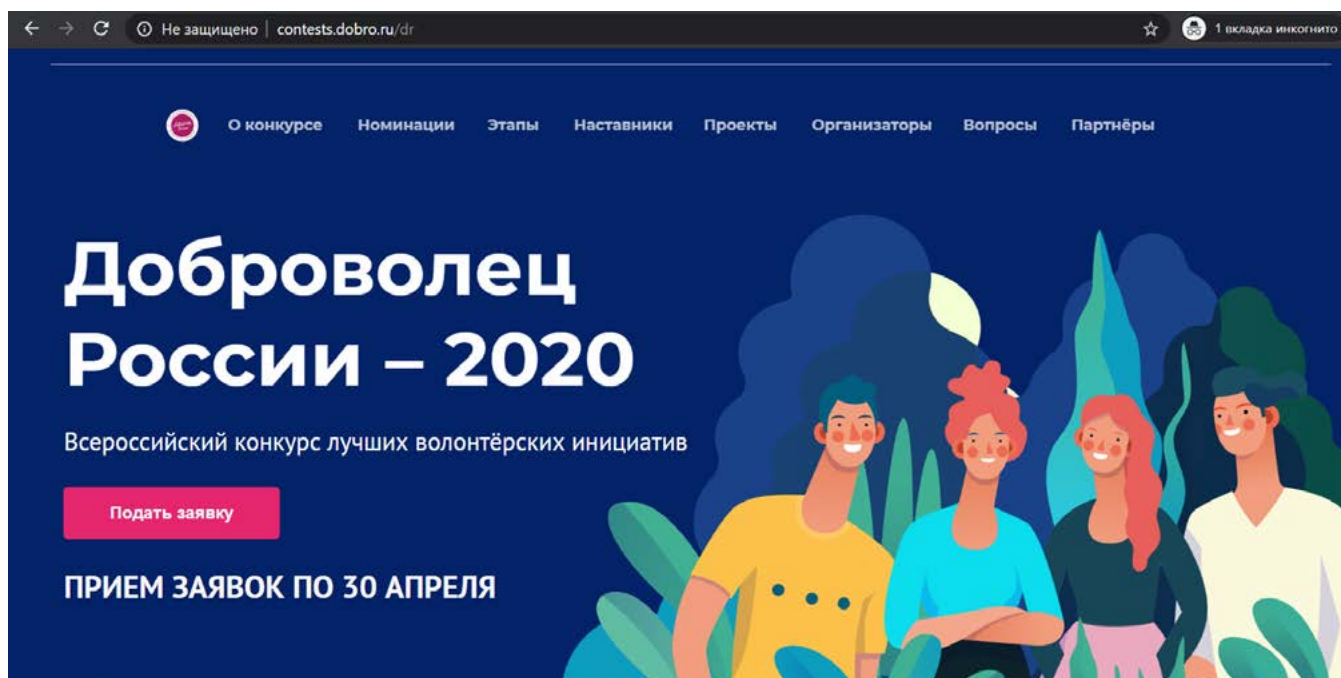 Не защищено | contests.dobro.ru/dr
1 вкладка инкогнито
О конкурсе Номинации Этапы Наставники Проекты Организаторы Вопросы Партнёры
Доброволец
России – 2020
Всероссийский конкурс лучших волонтёрских инициатив
Подать заявку
ПРИЕМ ЗАЯВОК ПО 30 АПРЕЛЯ